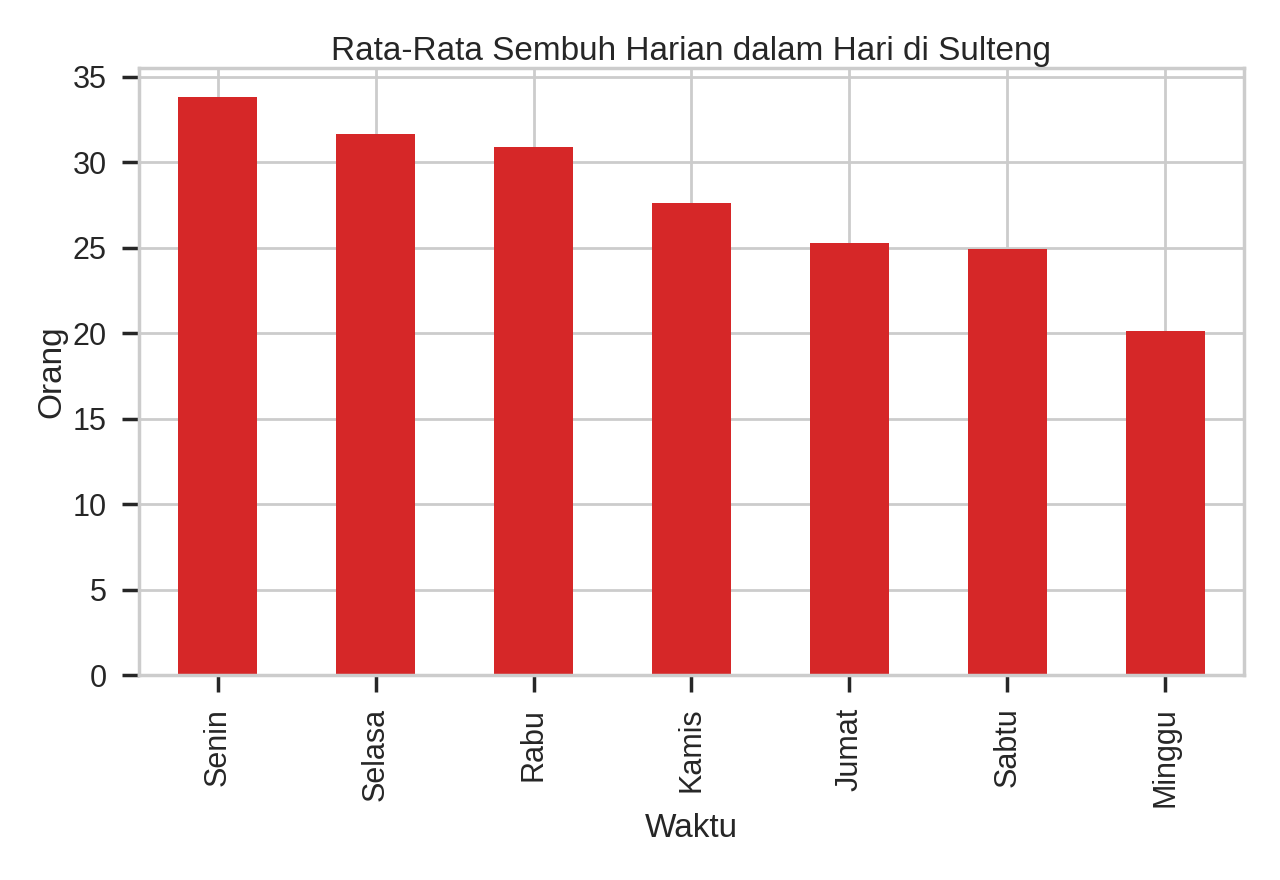 Rata-Rata Sembuh Harian dalam Hari di Sulteng
35
30
25
20
15
10
5
0
Orang
Senin
Selasa
Rabu
Kamis
Jumat
Sabtu
Minggu
Waktu